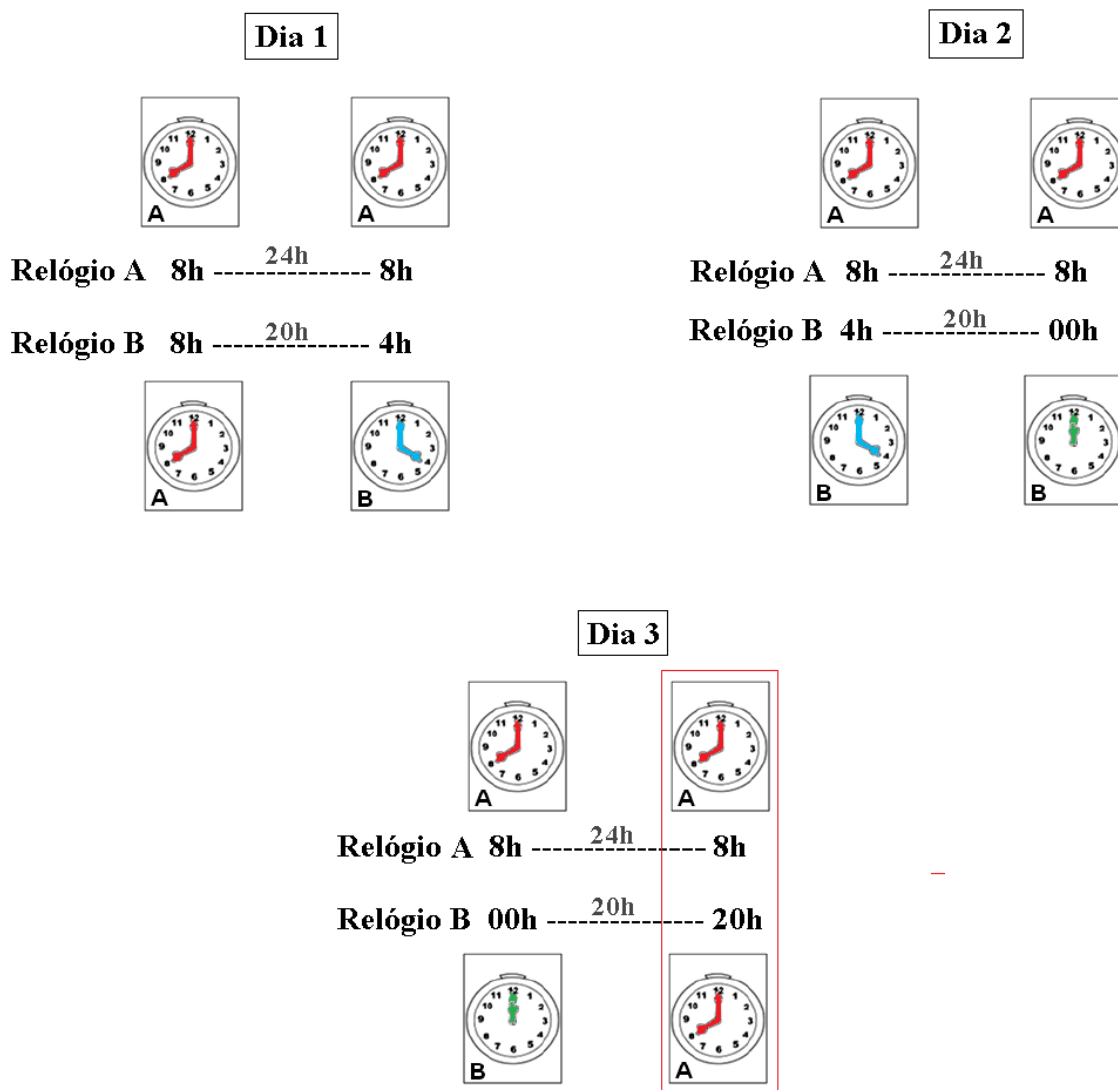 Dia 1
A
A
24h
Relógio A 8h -------------- 8h
20h
Relógio B 8h -------------- 4h
A
B
Dia 2
A
A
24h
Relógio A 8h -------------- 8h
20h
Relógio B 4h -------------- 00h
B
B
Dia 3
A
A
24h
Relógio A 8h ---------------- 8h
20h
Relógio B 00h --------------- 20h
B
A